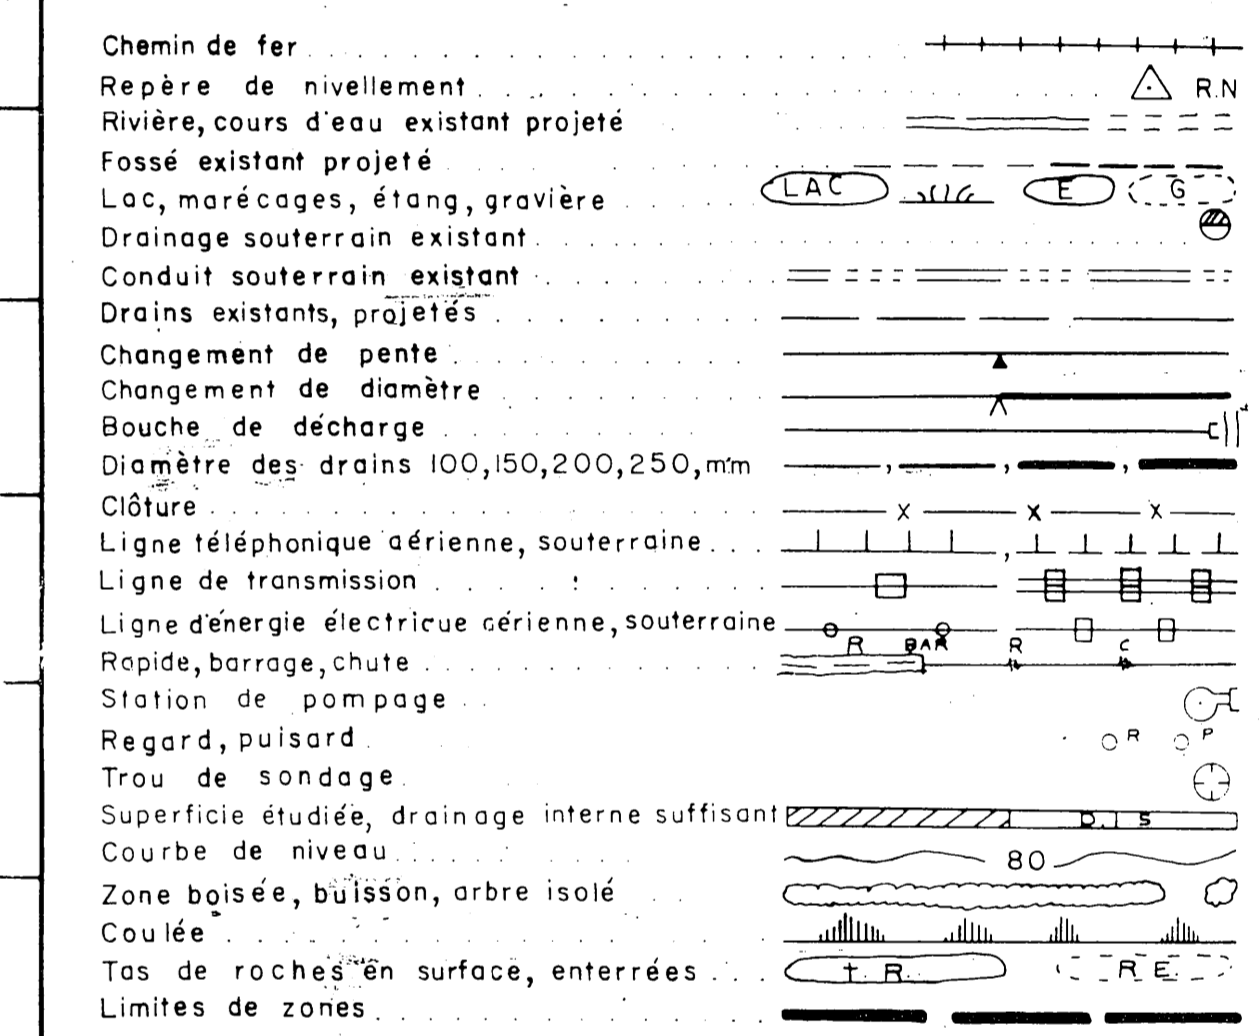 Chemin de fer
Repère de nivellement R.N
Rivière, cours d'eau existant projeté
Fossé existant projeté
Lac, marécages, étang, gravière LAC E G
Drainage souterrain existant
Conduit souterrain existant
Drains existants, projetés
Changement de pente
Changement de diamètre
Bouche de décharge
Diamètre des drains 100,150,200,250,mm
Clôture x x x
Ligne téléphonique aérienne, souterraine
Ligne de transmission
Ligne d'énergie électrique aérienne, souterraine
Rapide, barrage, chute R BAR R C
Station de pompage
Regard, puisard R P
Trou de sondage
Superficie étudiée, drainage interne suffisant D.I S
Courbe de niveau 80
Zone boisée, buisson, arbre isolé
Coulée
Tas de roches en surface, enterrées t.R. R.E.
Limites de zones